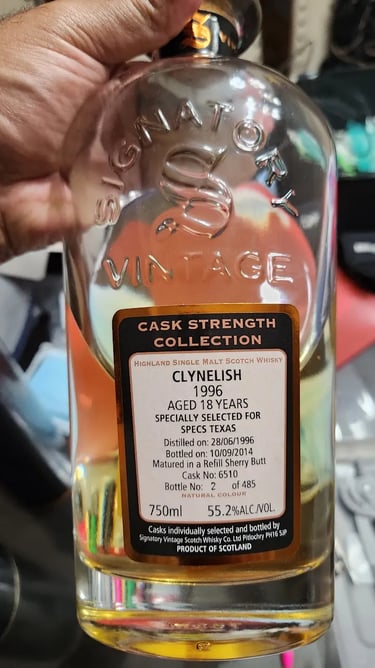 SIGNATORY
VINTAGE
CASK STRENGTH
COLLECTION
HIGHLAND SINGLE MALT SCOTCH WHISKY
CLYNELISH
1996
AGED 18 YEARS
SPECIALLY SELECTED FOR
SPECS TEXAS
Distilled on: 28/06/1996
Bottled on: 10/09/2014
Matured in a Refill Sherry Butt
Cask No: 6510
Bottle No: 2 of 485
NATURAL COLOUR
750ml 55.2%ALC./VOL.
Casks individually selected and bottled by
Signatory Vintage Scotch Whisky Co. Ltd Pitlochry PH16 5JP
PRODUCT OF SCOTLAND